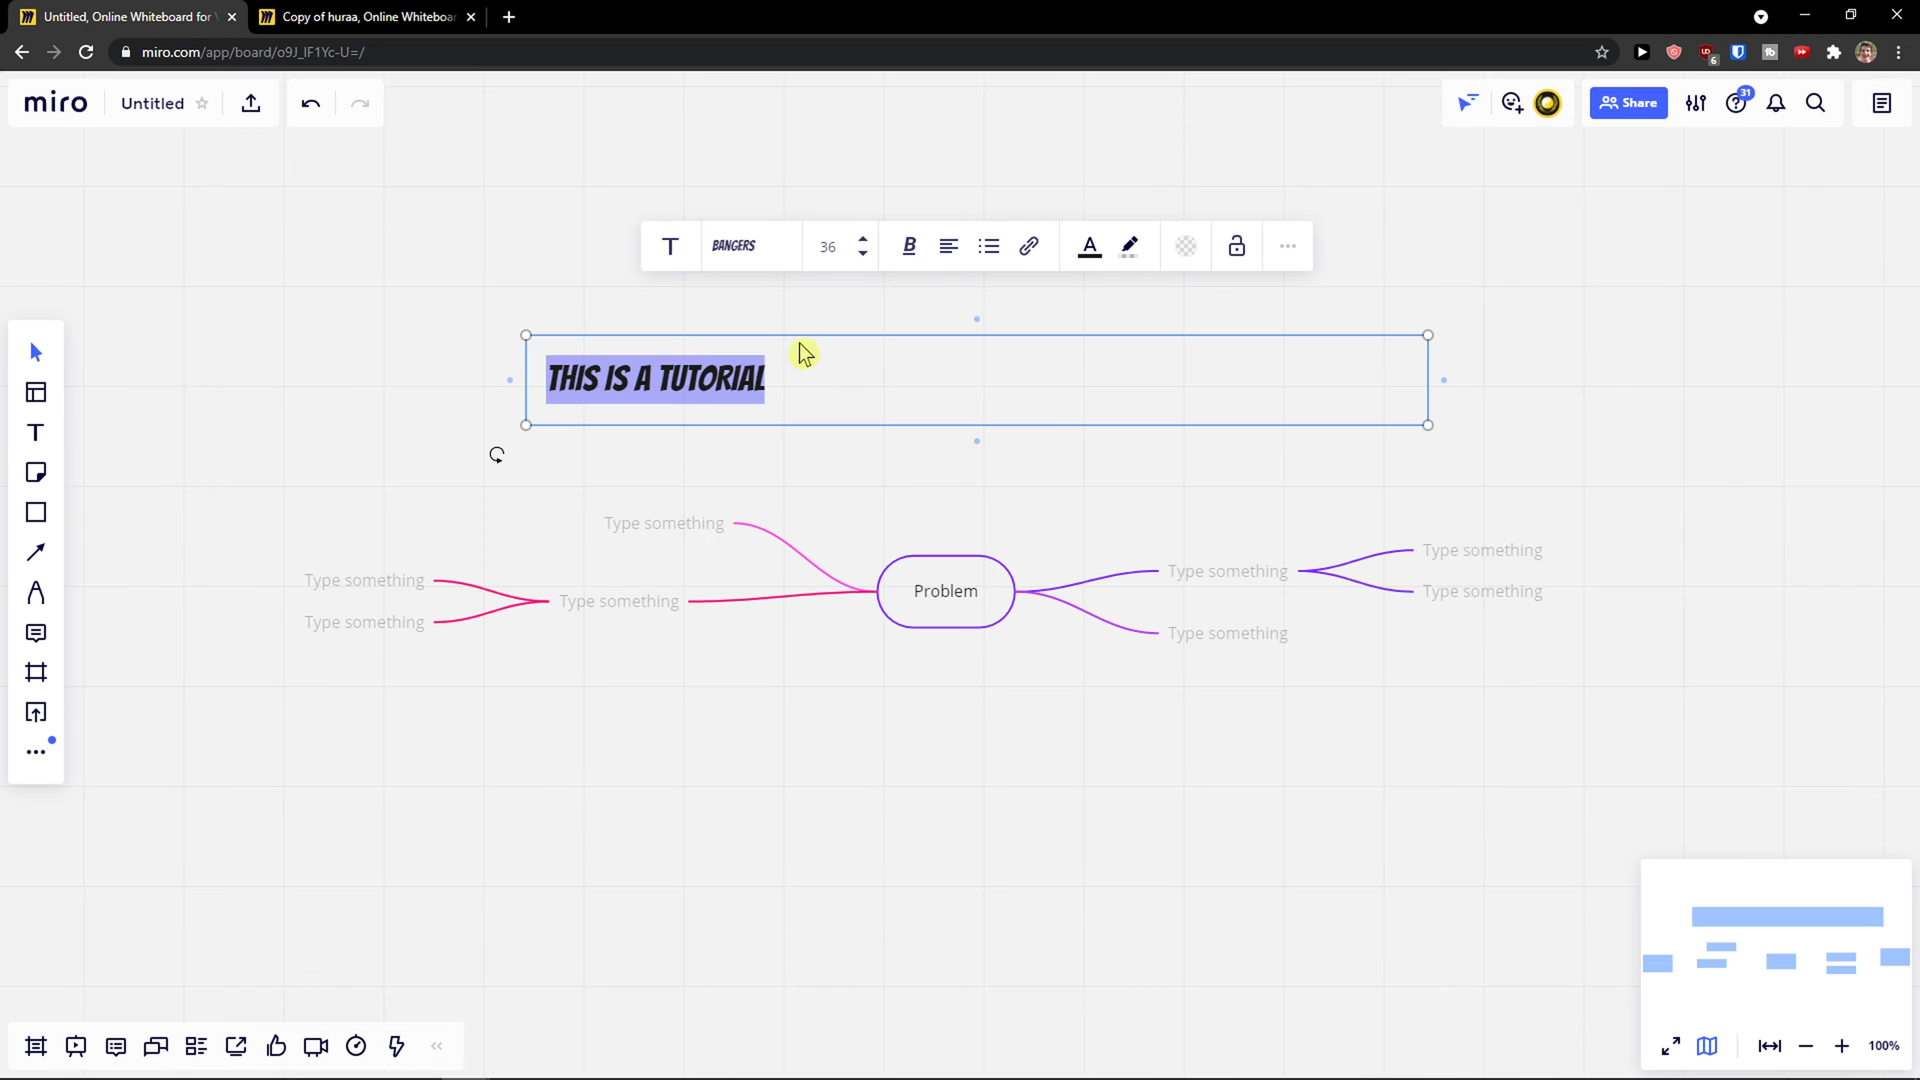 Untitled, Online Whiteboard for
Copy of huraa, Online Whiteboa
miro.com/app/board/o9J_lF1Yc-U=/
6
miro
Untitled
31
Share
BANGERS
36
B
A
THIS IS A TUTORIAL
Type something
Type something
Type something
Type something
Problem
Type something
Type something
Type something
Type something
100%